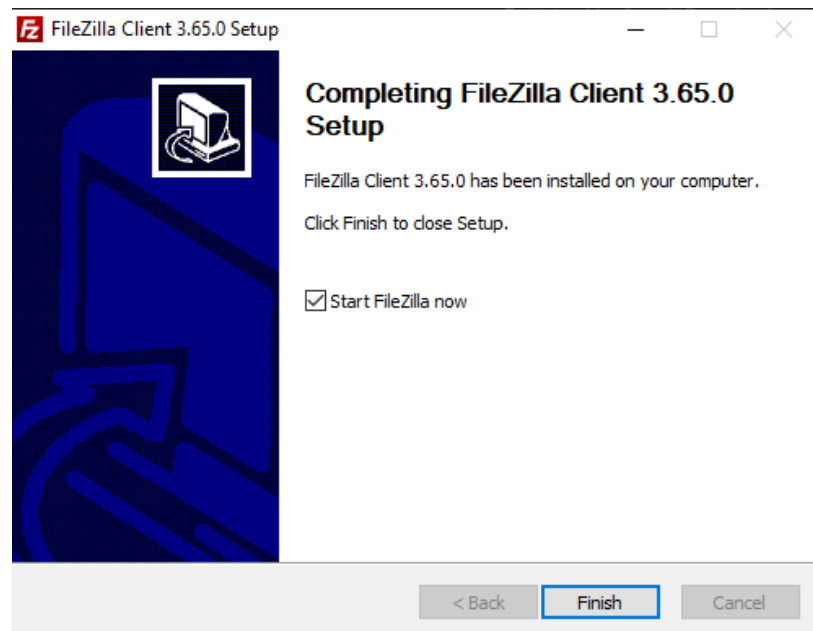 Fz FileZilla Client 3.65.0 Setup
Completing FileZilla Client 3.65.0
Setup
FileZilla Client 3.65.0 has been installed on your computer.
Click Finish to close Setup.
Start FileZilla now
< Back Finish Cancel